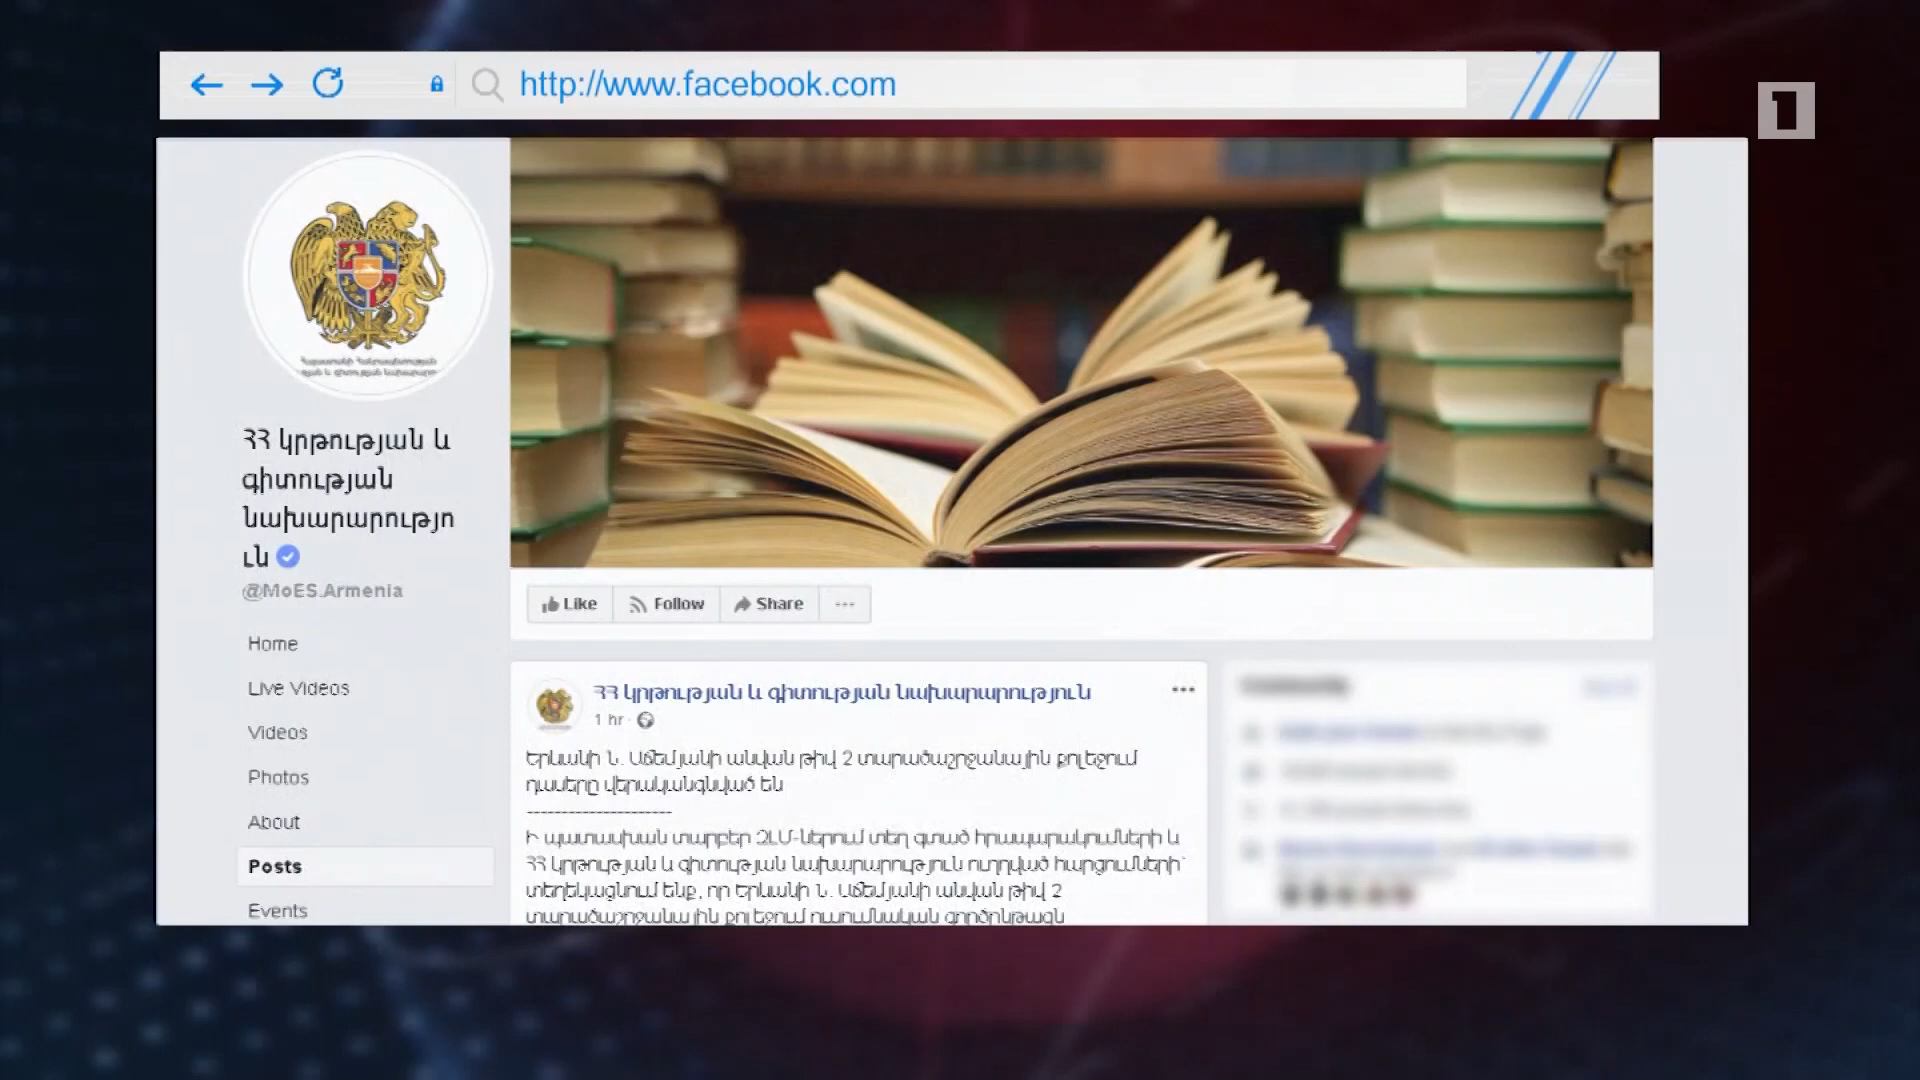 http://www.facebook.com
1
ՀՀ կրթության և
գիտության
նախարարությո
ւն
@MoES.Armenia
Home
Live Videos
Videos
Photos
About
Posts
Events
Like
Follow
Share
ՀՀ կրթության և գիտության նախարարություն
1 hr
Երևանի Ն. Աճեմյանի անվան թիվ 2 տարածաշրջանային քոլեջում
դասերը վերականգնված են
---------------------
Ի պատասխան տարբեր ԶԼՄ-ներում տեղ գտած հրապարակումների և
ՀՀ կրթության և գիտության նախարարություն ուղղված հարցումների՝
տեղեկացնում ենք, որ Երևանի Ն. Աճեմյանի անվան թիվ 2
տարածաշրջանային քոլեջում ուսումնական գործընթացն